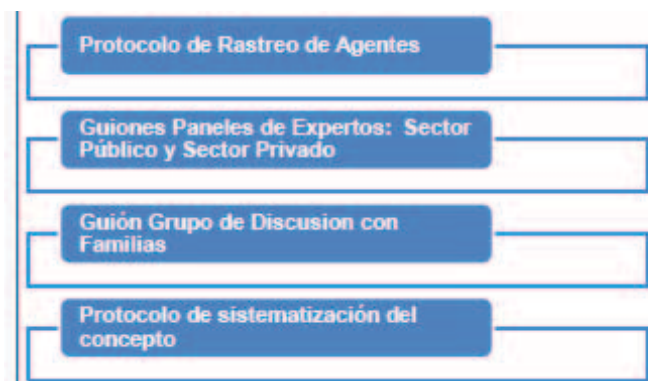 Protocolo de Rastreo de Agentes
Guiones Paneles de Expertos: Sector
Público y Sector Privado
Guión Grupo de Discusion con
Familias
Protocolo de sistematización del
concepto